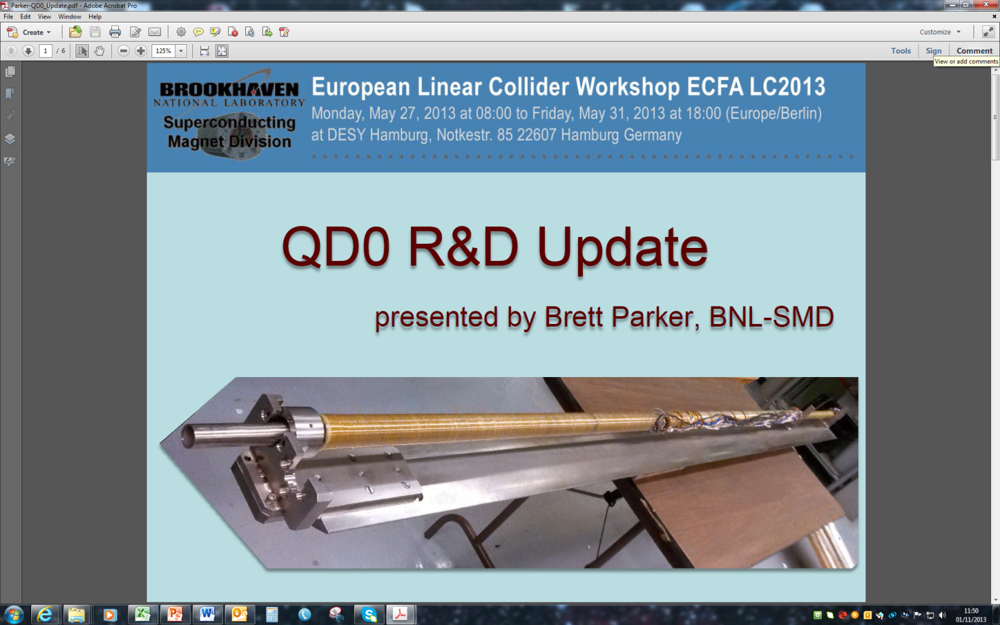 Parker-QD0_Update.pdf - Adobe Acrobat Pro
File Edit View Window Help
Create
Customize
1 / 6
125%
Tools Sign Comment
View or add comments
BROOKHAVEN
NATIONAL LABORATORY
Superconducting
Magnet Division
European Linear Collider Workshop ECFA LC2013
Monday, May 27, 2013 at 08:00 to Friday, May 31, 2013 at 18:00 (Europe/Berlin)
at DESY Hamburg, Notkestr. 85 22607 Hamburg Germany
QD0 R&D Update
presented by Brett Parker, BNL-SMD
11:50
01/11/2013